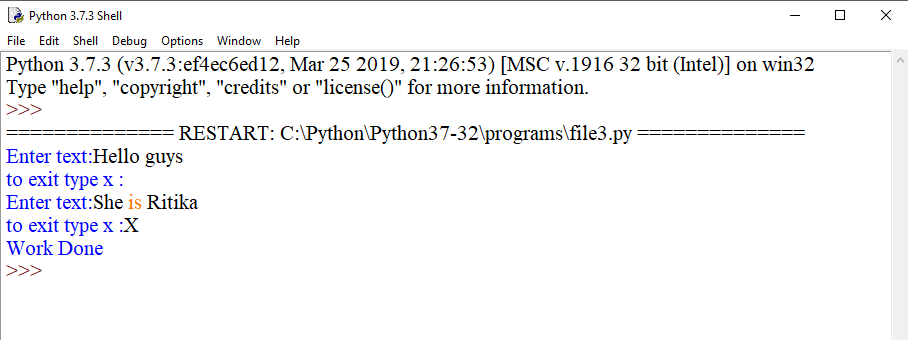 Python 3.7.3 Shell
File Edit Shell Debug Options Window Help
Python 3.7.3 (v3.7.3:ef4ec6ed12, Mar 25 2019, 21:26:53) [MSC v.1916 32 bit (Intel)] on win32
Type "help", "copyright", "credits" or "license()" for more information.
>>>
============== RESTART: C:\Python\Python37-32\programs\file3.py ==============
Enter text:Hello guys
to exit type x :
Enter text:She is Ritika
to exit type x :X
Work Done
>>>